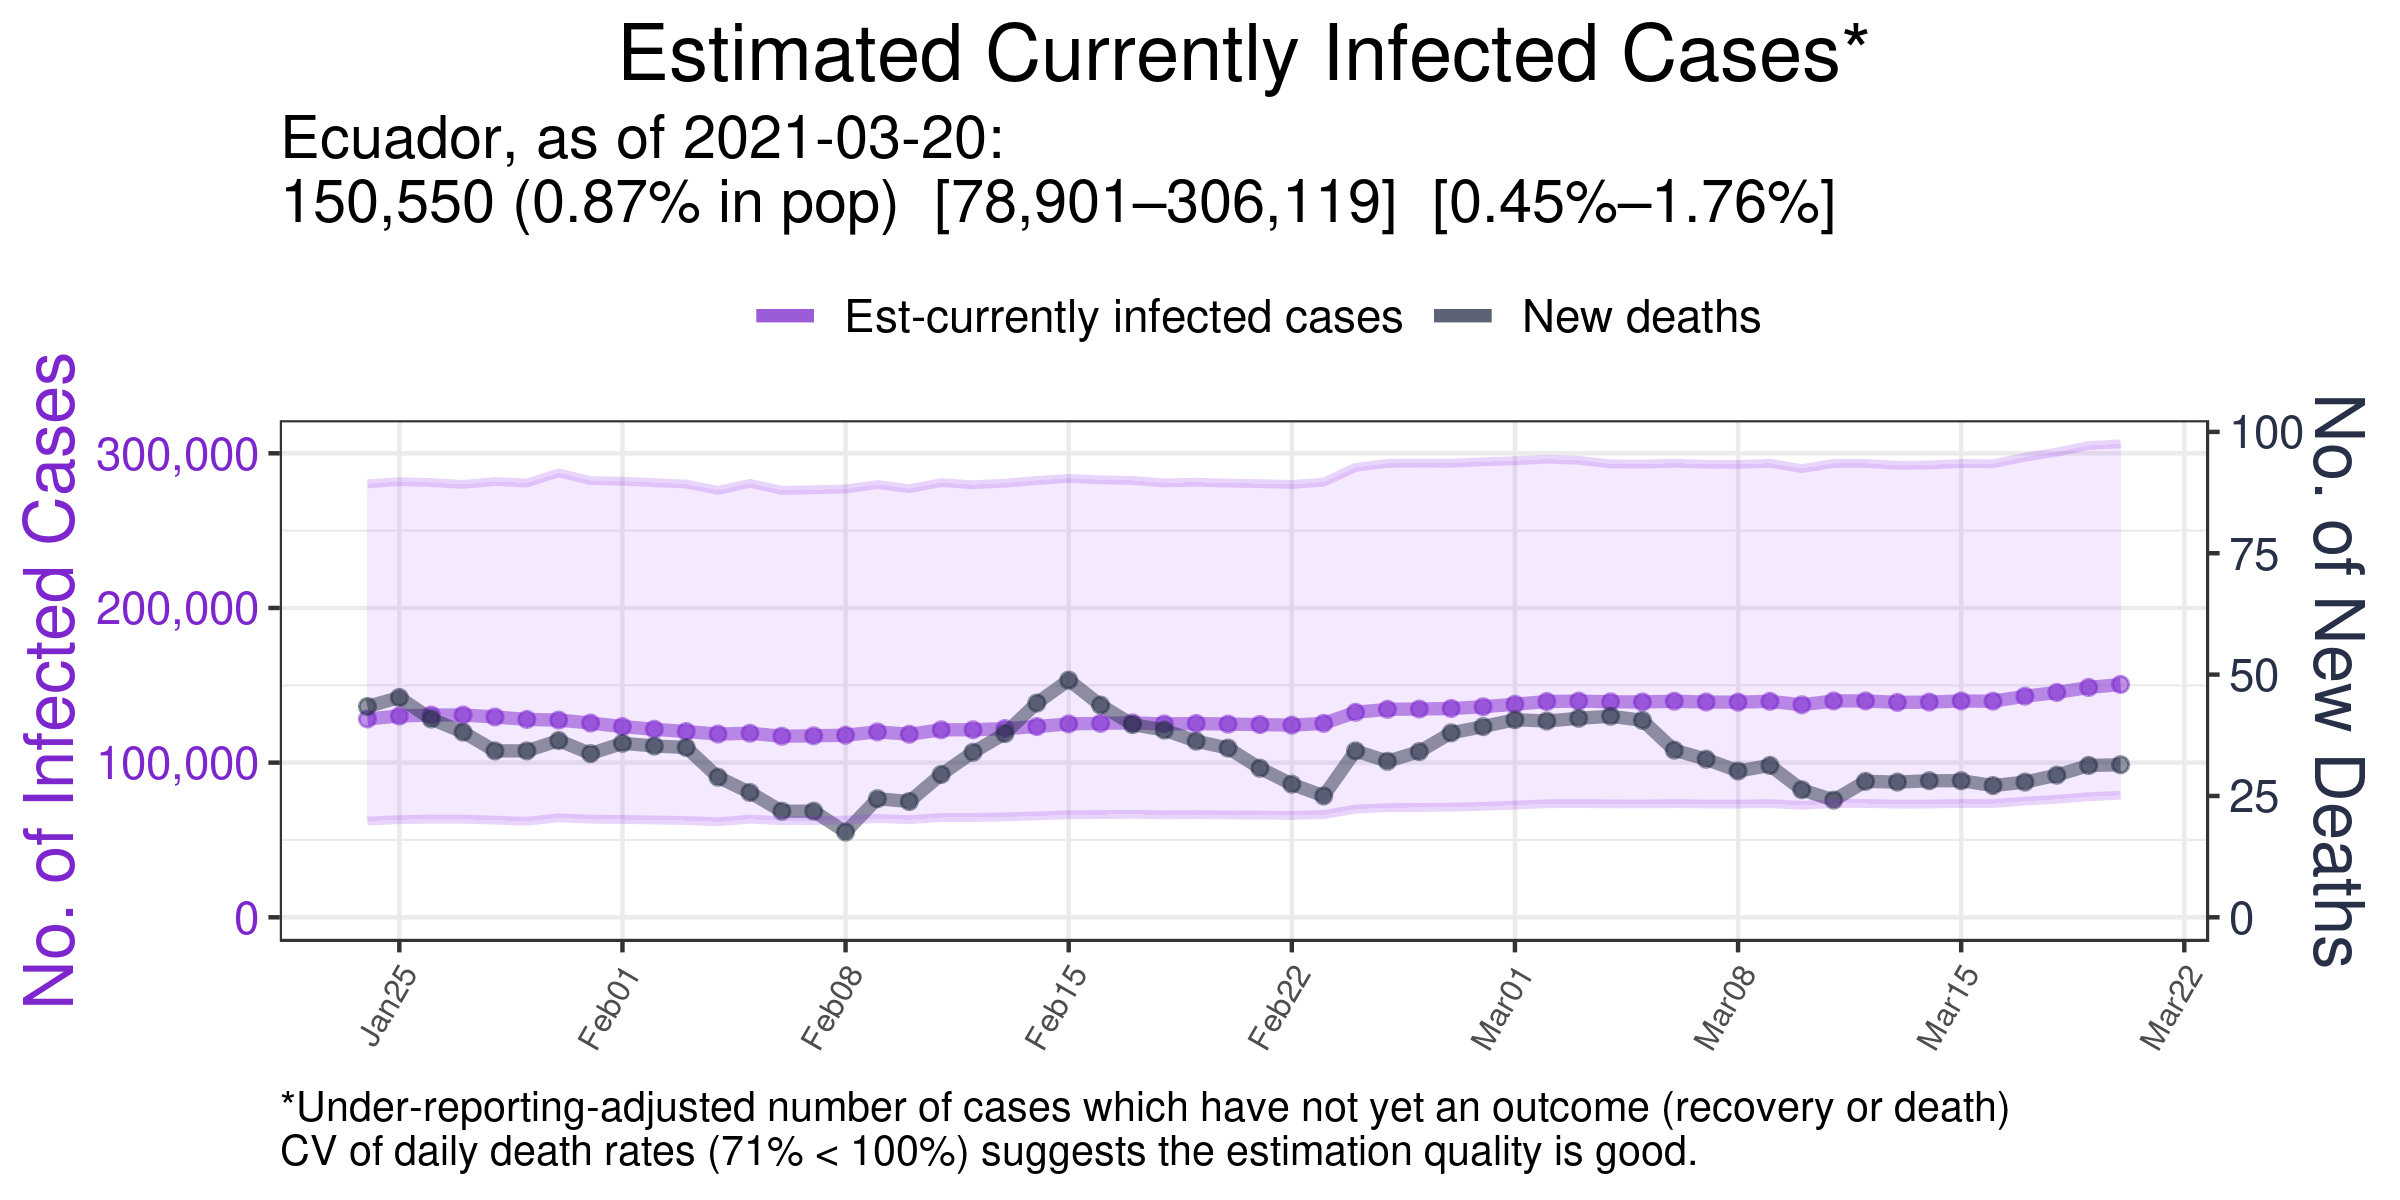 Estimated Currently Infected Cases*
Ecuador, as of 2021-03-20:
150,550 (0.87% in pop)  [78,901–306,119]  [0.45%–1.76%]
Est-currently infected cases
New deaths
No. of Infected Cases
300,000
200,000
100,000
0
100
75
50
25
0
No. of New Deaths
Jan25
Feb01
Feb08
Feb15
Feb22
Mar01
Mar08
Mar15
Mar22
*Under-reporting-adjusted number of cases which have not yet an outcome (recovery or death)
CV of daily death rates (71% < 100%) suggests the estimation quality is good.